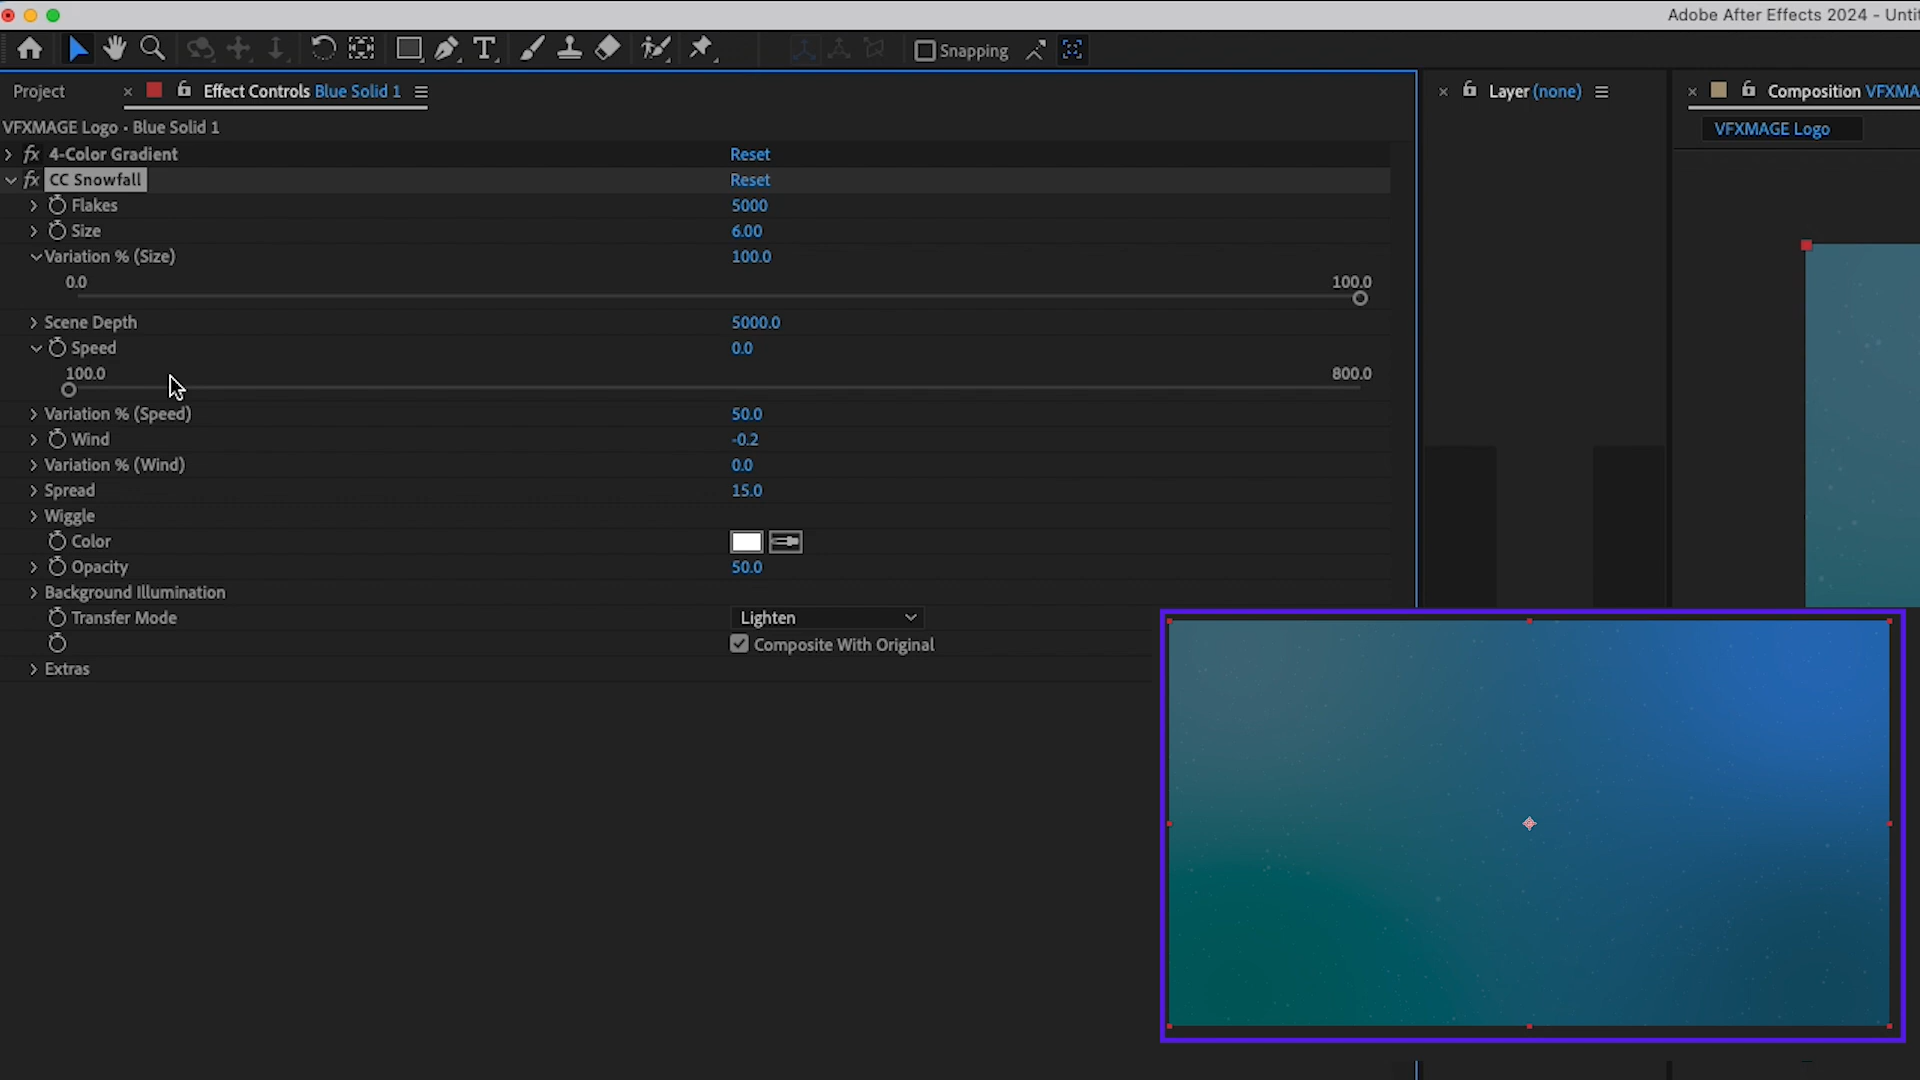 Adobe After Effects 2024 - Unti
Snapping
Project
Effect Controls Blue Solid 1
Layer (none)
Composition VFXMA
VFXMAGE Logo • Blue Solid 1
VFXMAGE Logo
fx 4-Color Gradient Reset
fx CC Snowfall Reset
Flakes 5000
Size 6.00
Variation % (Size) 100.0
0.0 100.0
Scene Depth 5000.0
Speed 0.0
100.0 800.0
Variation % (Speed) 50.0
Wind -0.2
Variation % (Wind) 0.0
Spread 15.0
Wiggle
Color
Opacity 50.0
Background Illumination
Transfer Mode Lighten
Composite With Original
Extras